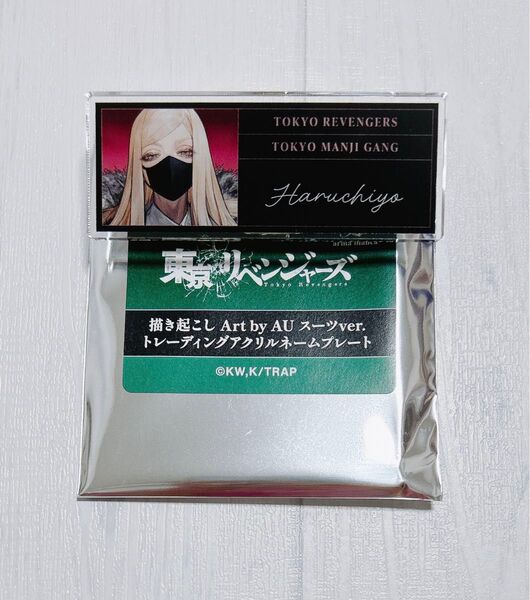 TOKYO REVENGERS
TOKYO MANJI GANG
Haruchiyo
東京リベンジャーズ
Tokyo Revengers
描き起こし Art by AU スーツver.
トレーディングアクリルネームプレート
©KW,K/TRAP